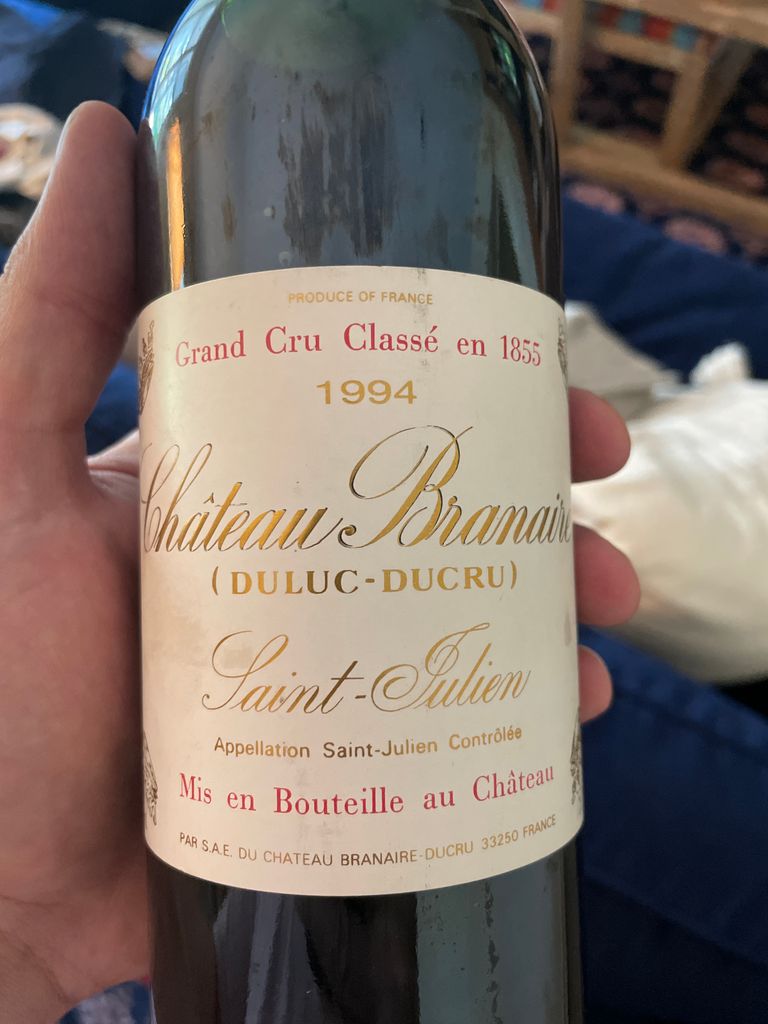 PRODUCE OF FRANCE
Grand Cru Classé en 1855
1994
Château Branaire
(DULUC-DUCRU)
Saint-Julien
Appellation Saint-Julien Contrôlée
Mis en Bouteille au Château
PAR S.A.E. DU CHATEAU BRANAIRE-DUCRU 33250 FRANCE